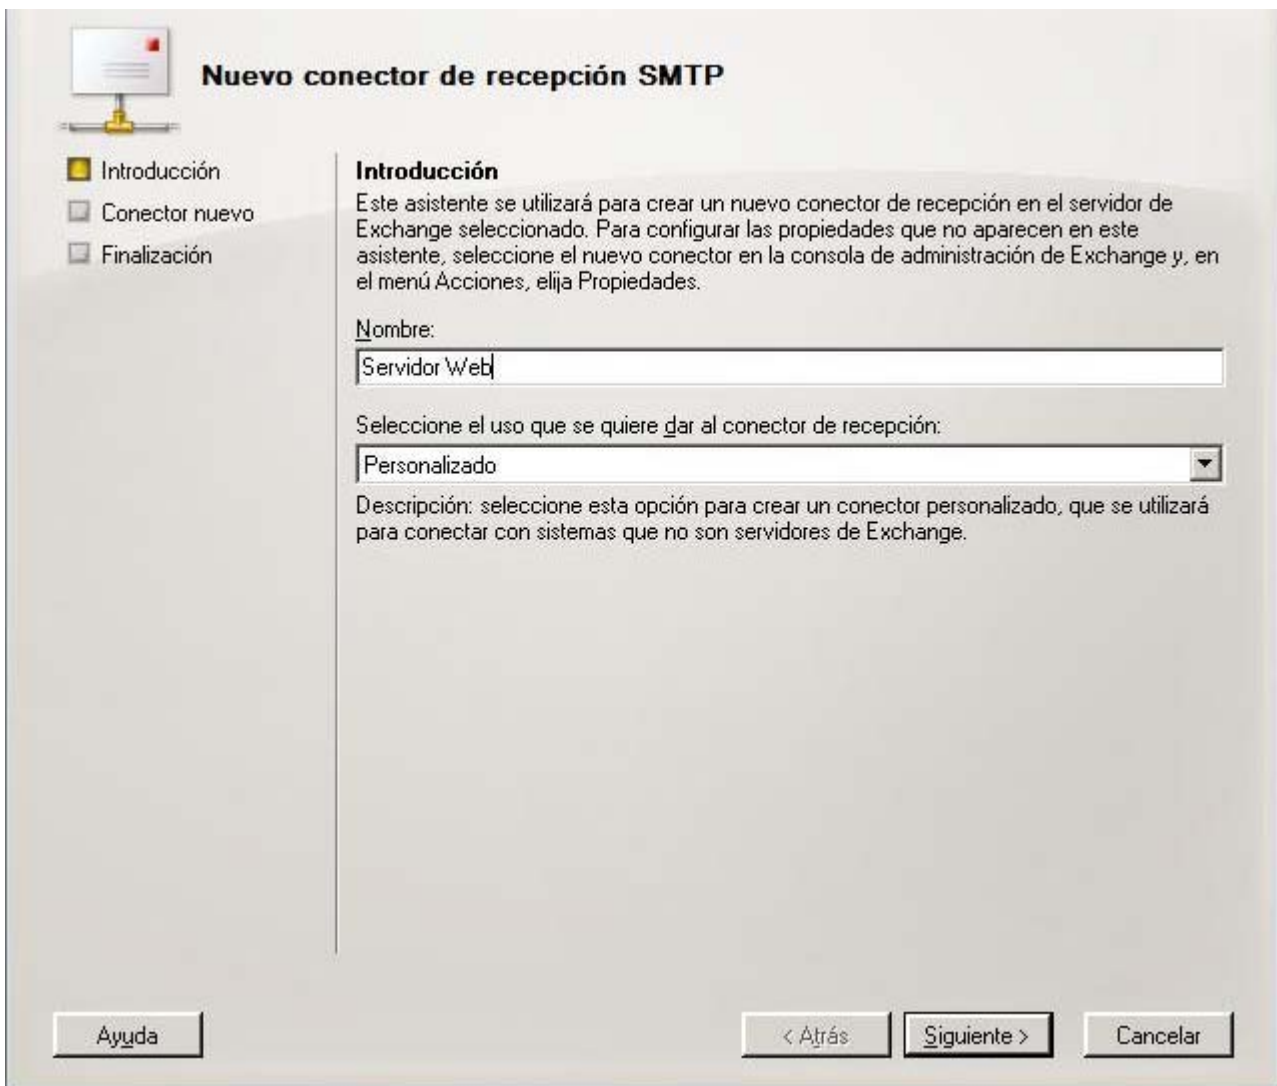 Nuevo conector de recepción SMTP
Introducción
Conector nuevo
Finalización
Introducción
Este asistente se utilizará para crear un nuevo conector de recepción en el servidor de
Exchange seleccionado. Para configurar las propiedades que no aparecen en este
asistente, seleccione el nuevo conector en la consola de administración de Exchange y, en
el menú Acciones, elija Propiedades.
Nombre:
Servidor Web
Seleccione el uso que se quiere dar al conector de recepción:
Personalizado
Descripción: seleccione esta opción para crear un conector personalizado, que se utilizará
para conectar con sistemas que no son servidores de Exchange.
Ayuda
< Atrás
Siguiente >
Cancelar